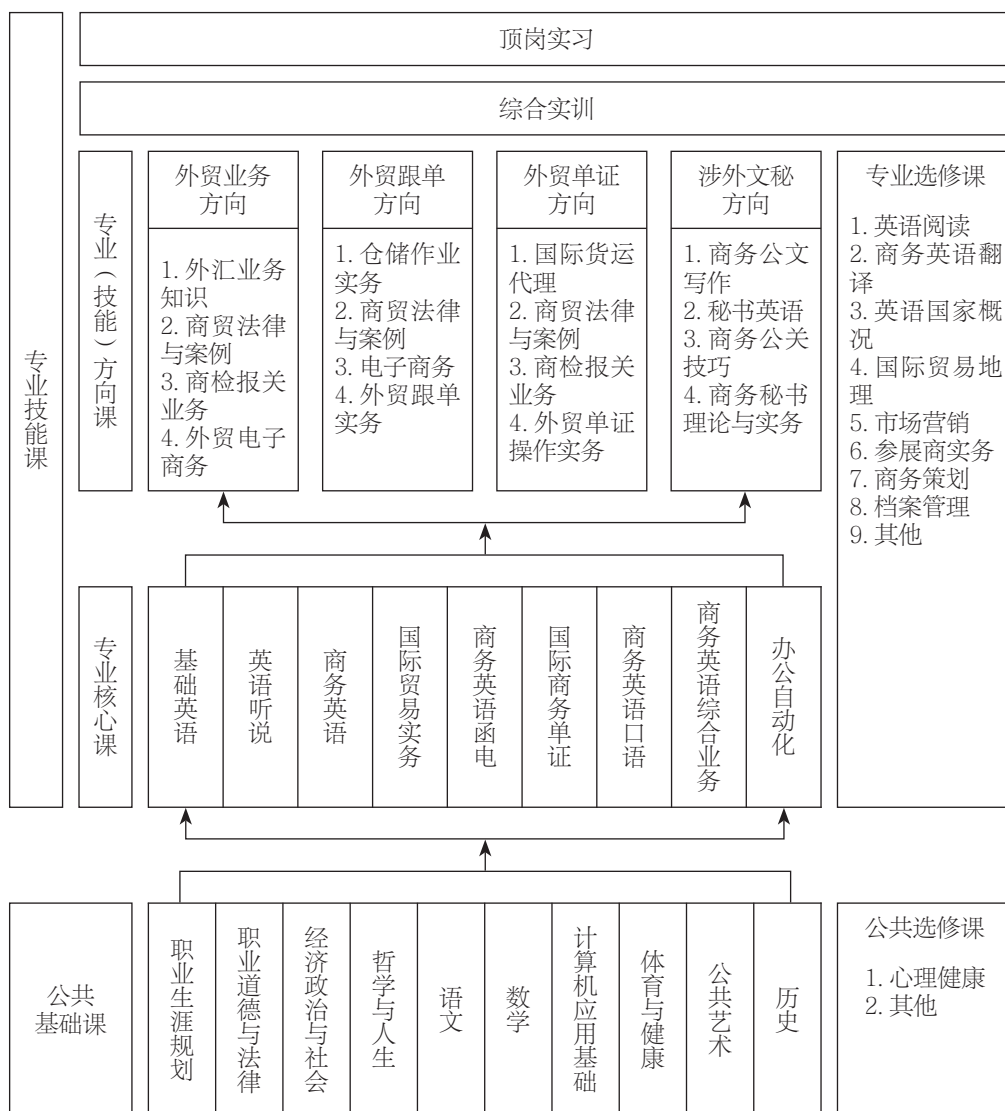 顶岗实习
综合实训
专业技能课
专业（技能）方向课
外贸业务
方向
1. 外汇业务
知识
2. 商贸法律
与案例
3. 商检报关
业务
4. 外贸电子
商务
外贸跟单
方向
1. 仓储作业
实务
2. 商贸法律
与案例
3. 电子商务
4. 外贸跟单
实务
外贸单证
方向
1. 国际货运
代理
2. 商贸法律
与案例
3. 商检报关
业务
4. 外贸单证
操作实务
涉外文秘
方向
1. 商务公文
写作
2. 秘书英语
3. 商务公关
技巧
4. 商务秘书
理论与实务
专业选修课
1. 英语阅读
2. 商务英语翻
译
3. 英语国家概
况
4. 国际贸易地
理
5. 市场营销
6. 参展商实务
7. 商务策划
8. 档案管理
9. 其他
专业核心课
基础英语
英语听说
商务英语
国际贸易实务
商务英语函电
国际商务单证
商务英语口语
商务英语综合业务
办公自动化
公共
基础课
职业生涯规划
职业道德与法律
经济政治与社会
哲学与人生
语文
数学
计算机应用基础
体育与健康
公共艺术
历史
公共选修课
1. 心理健康
2. 其他